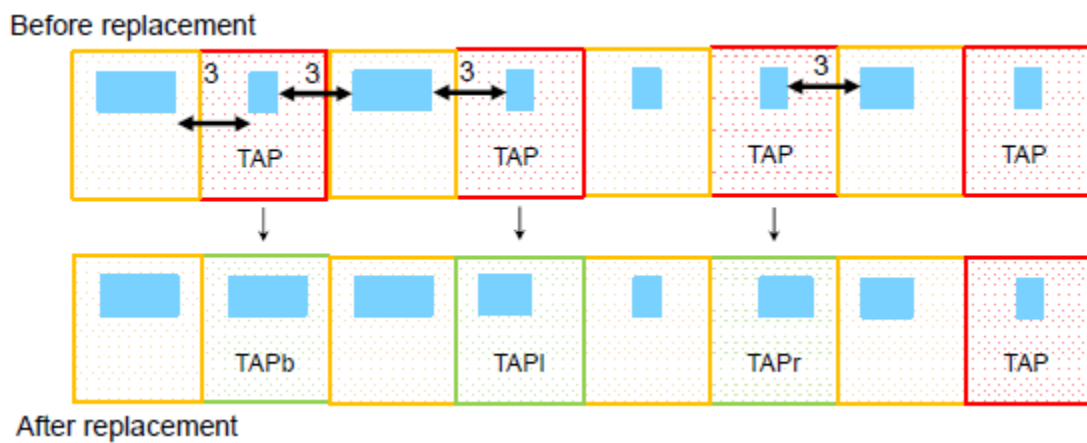 Before replacement
3 3 3 3
TAP TAP TAP TAP
TAPb TAPl TAPr TAP
After replacement